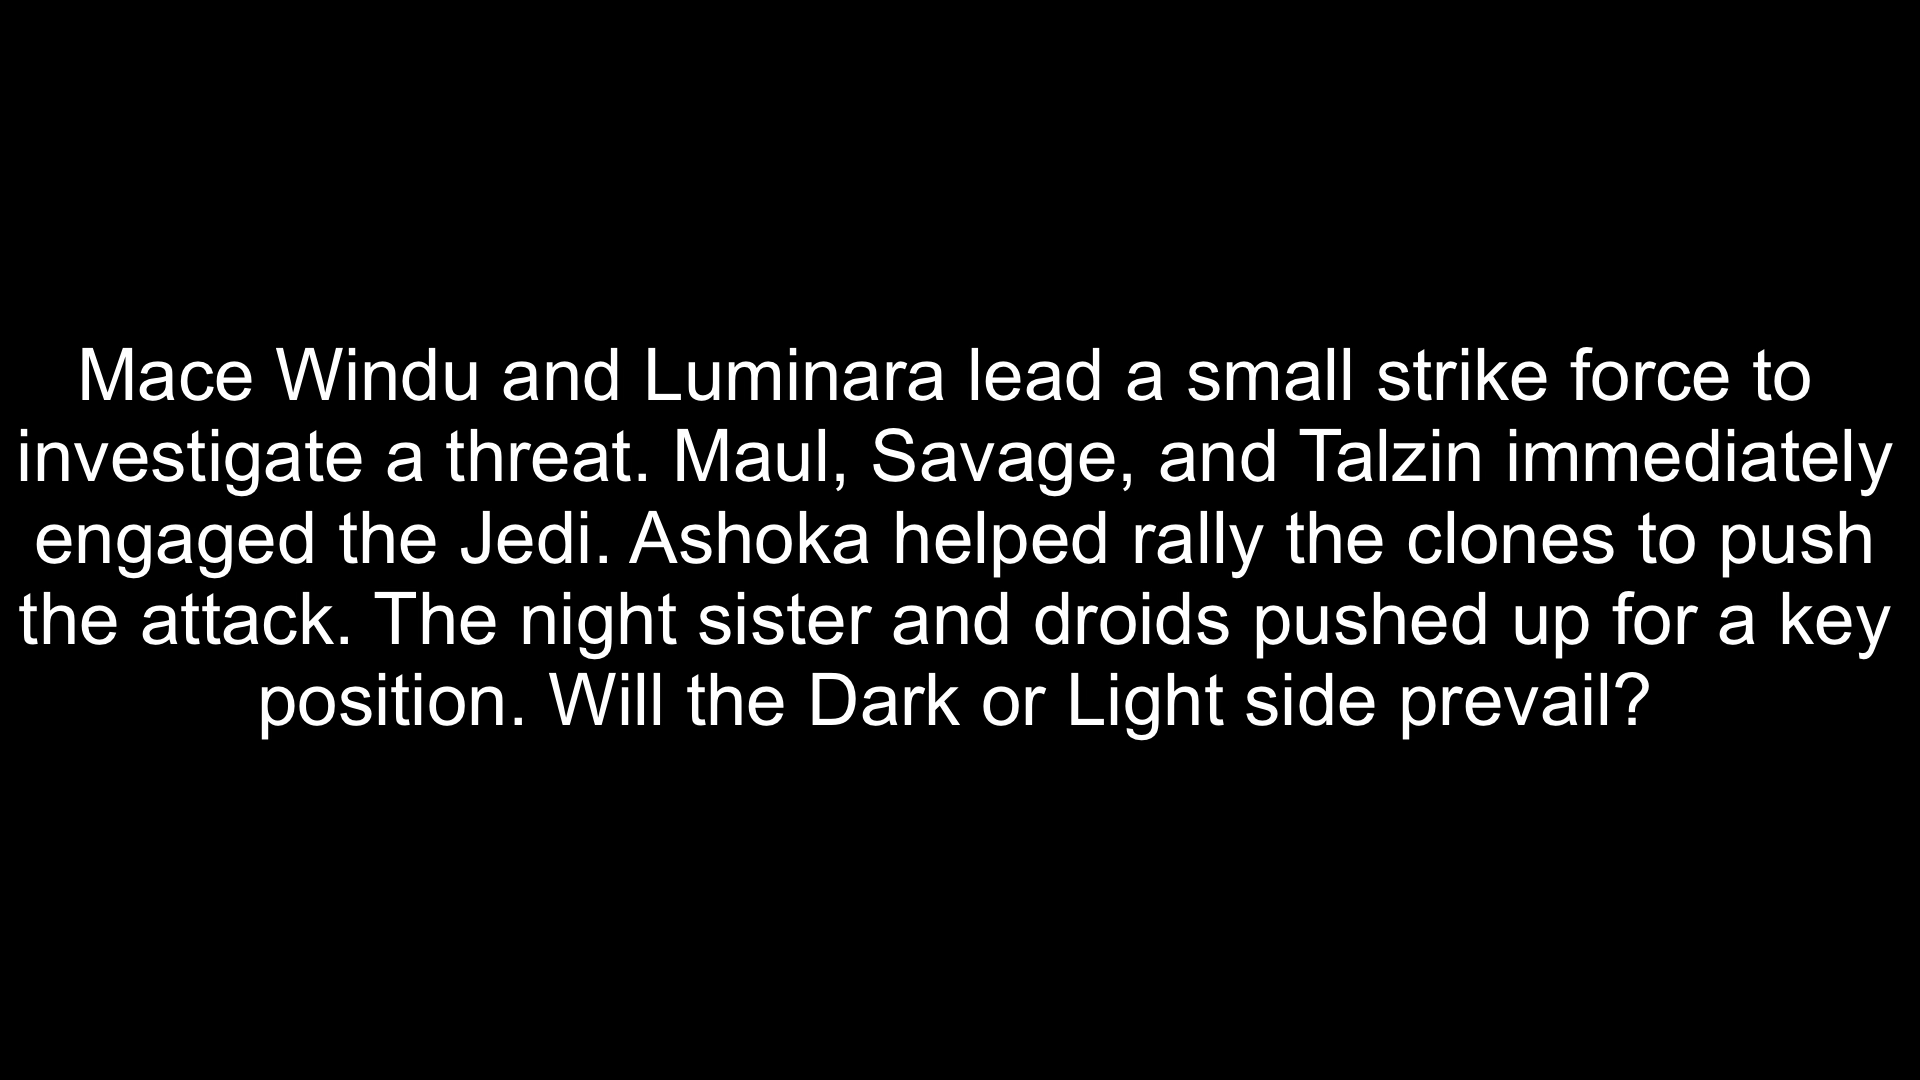 Mace Windu and Luminara lead a small strike force to
investigate a threat. Maul, Savage, and Talzin immediately
engaged the Jedi. Ashoka helped rally the clones to push
the attack. The night sister and droids pushed up for a key
position. Will the Dark or Light side prevail?